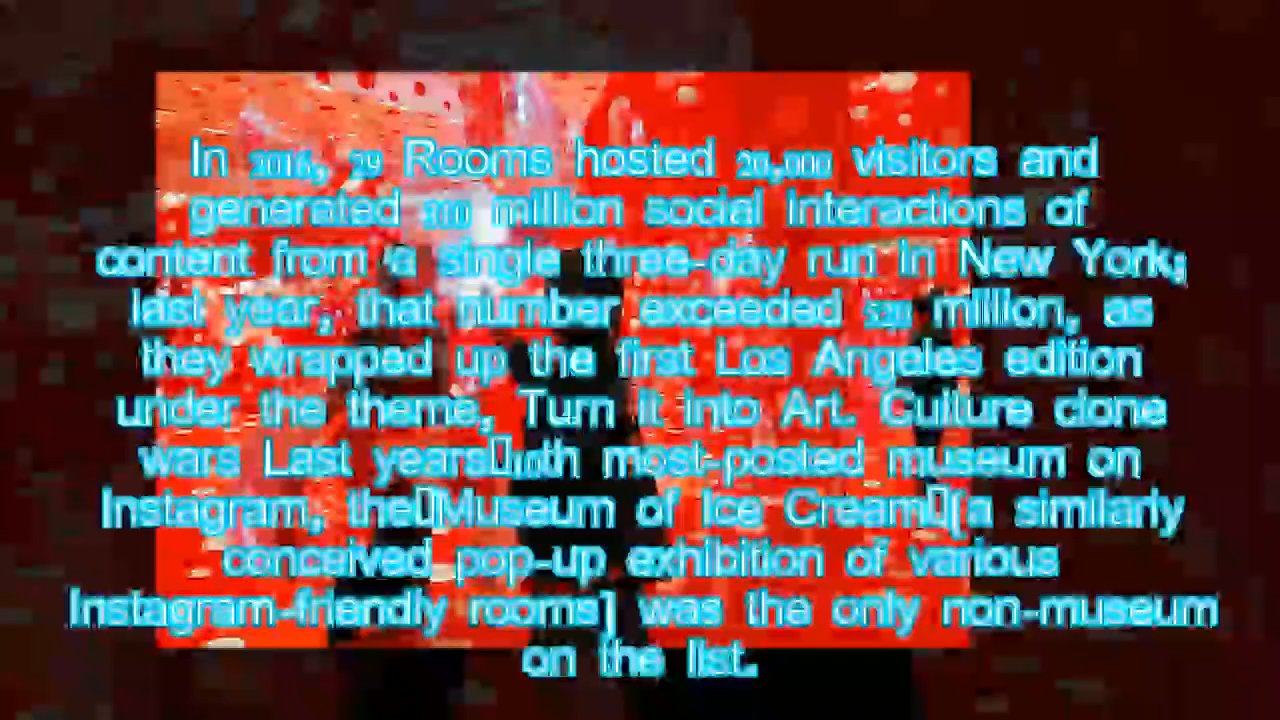 In 2016, 29 Rooms hosted 20,000 visitors and
generated million social interactions of
content from a single three-day run in New York;
last year, that number exceeded 520 million, as
they wrapped up the first Los Angeles edition
under the theme, Turn it into Art. Culture clone
wars Last years most-posted museum on
Instagram, the Museum of Ice Cream (a similarly
conceived pop-up exhibition of various
Instagram-friendly rooms) was the only non-museum
on the list.